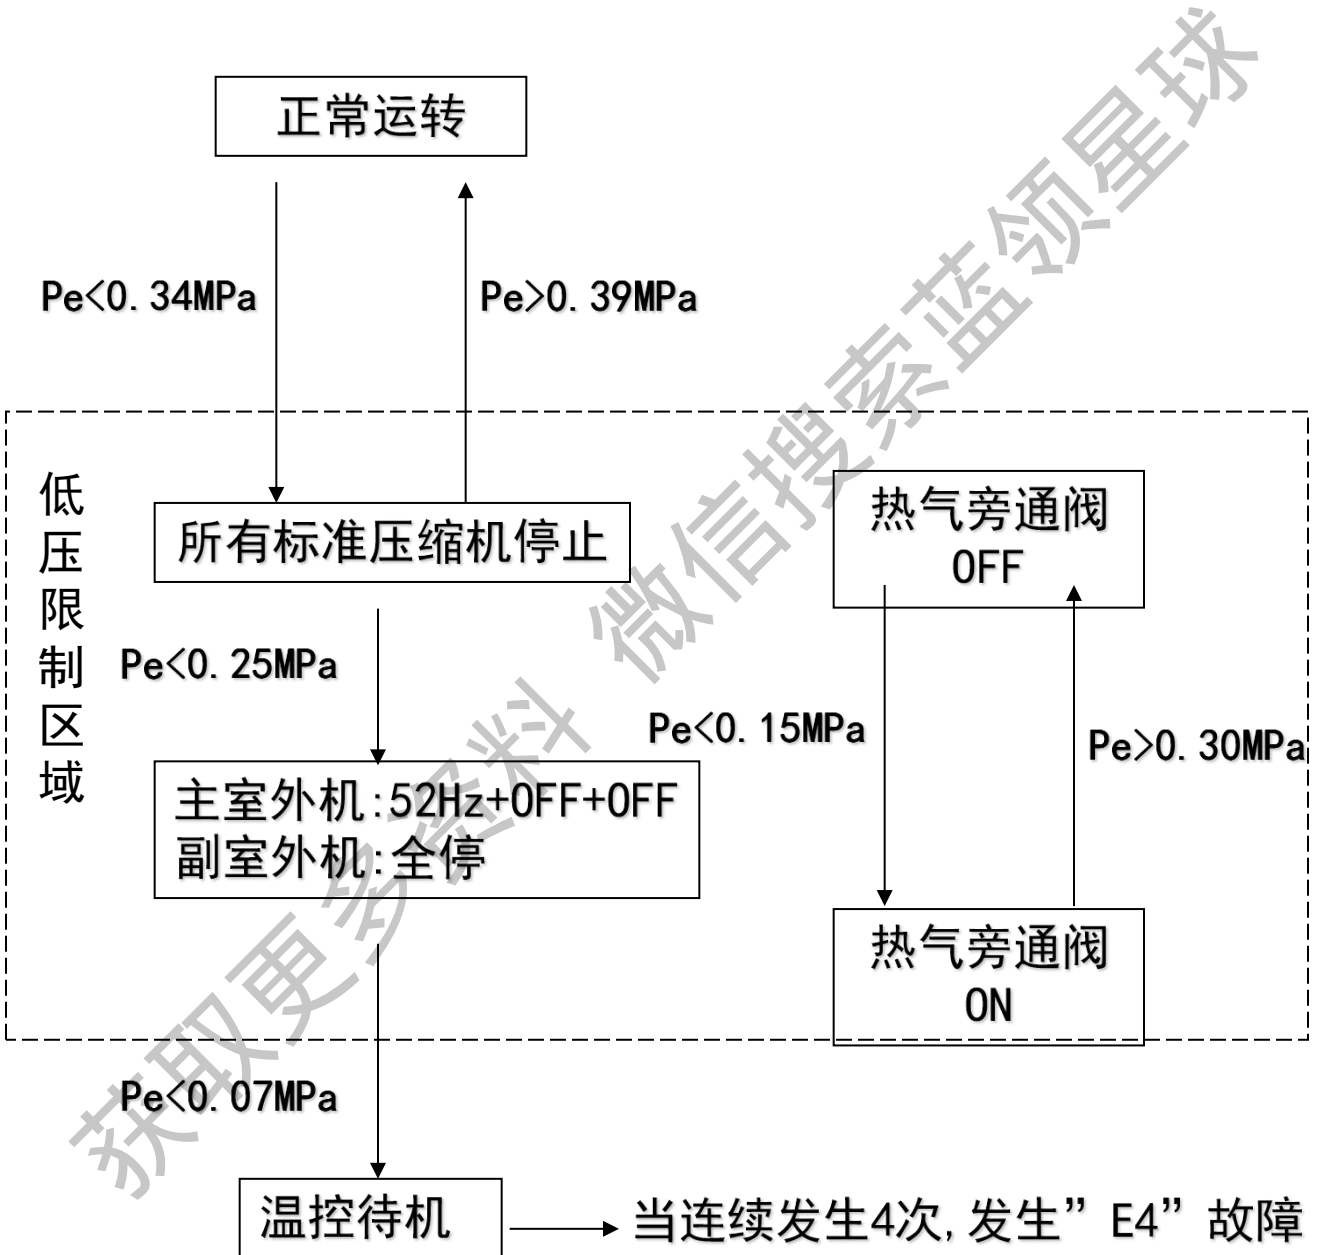 正常运转
Pe<0.34MPa
Pe>0.39MPa
低压限制区域
所有标准压缩机停止
热气旁通阀
OFF
Pe<0.25MPa
Pe<0.15MPa
Pe>0.30MPa
主室外机:52Hz+OFF+OFF
副室外机:全停
热气旁通阀
ON
Pe<0.07MPa
温控待机
当连续发生4次,发生”E4”故障
获取更多资料 微信搜索蓝领星球